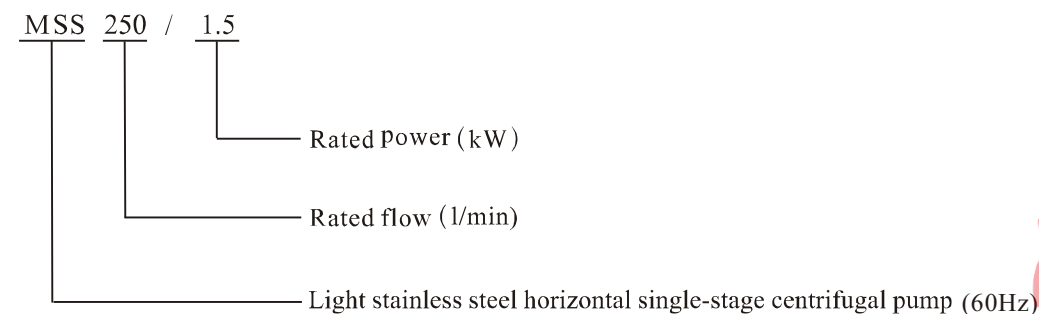 MSS 250 / 1.5
Rated power (kW)
Rated flow (l/min)
Light stainless steel horizontal single-stage centrifugal pump (60Hz)